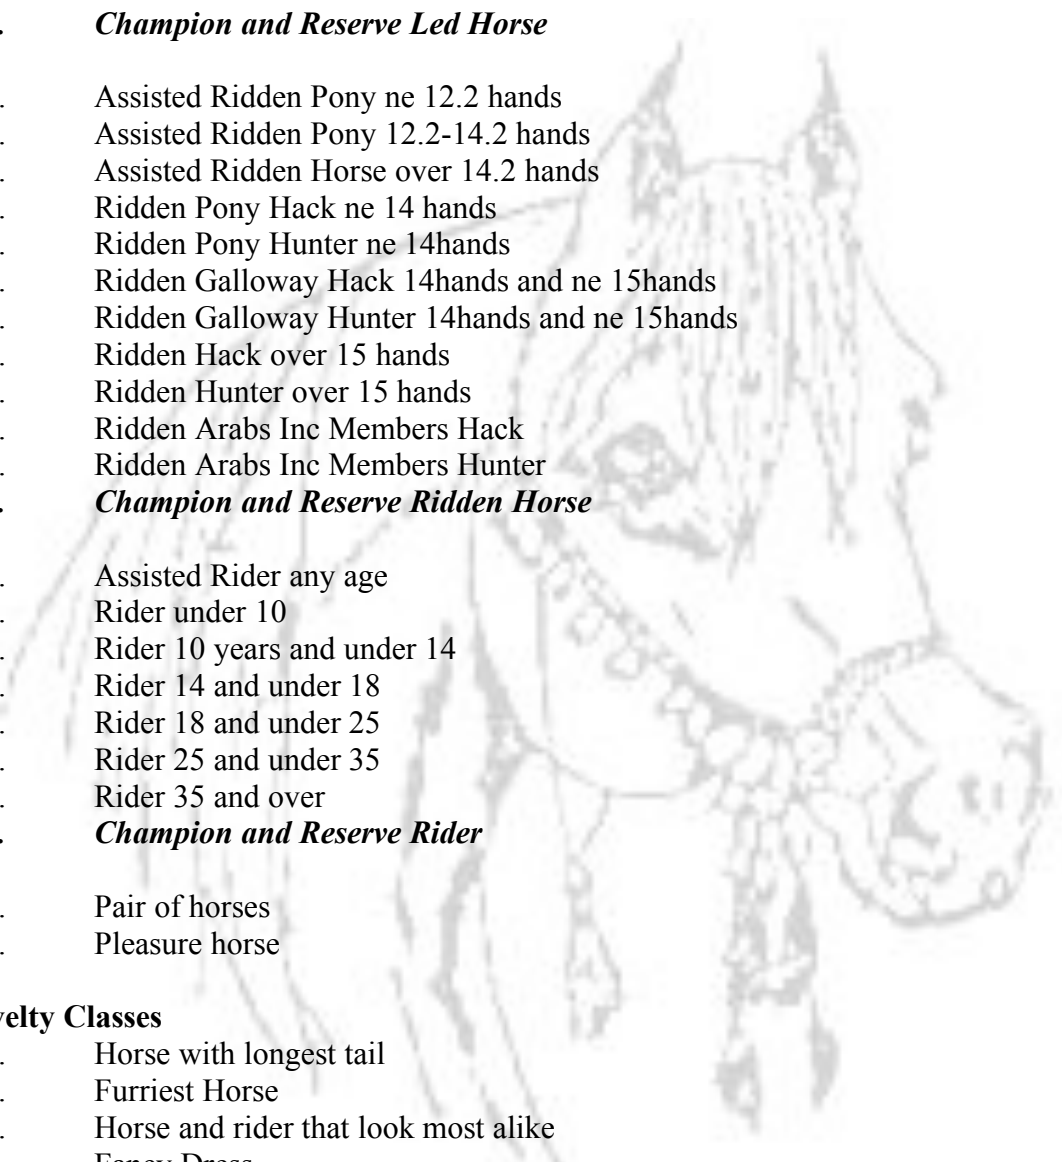 . Champion and Reserve Led Horse
. Assisted Ridden Pony ne 12.2 hands
. Assisted Ridden Pony 12.2-14.2 hands
. Assisted Ridden Horse over 14.2 hands
. Ridden Pony Hack ne 14 hands
. Ridden Pony Hunter ne 14hands
. Ridden Galloway Hack 14hands and ne 15hands
. Ridden Galloway Hunter 14hands and ne 15hands
. Ridden Hack over 15 hands
. Ridden Hunter over 15 hands
. Ridden Arabs Inc Members Hack
. Ridden Arabs Inc Members Hunter
. Champion and Reserve Ridden Horse
. Assisted Rider any age
. Rider under 10
. Rider 10 years and under 14
. Rider 14 and under 18
. Rider 18 and under 25
. Rider 25 and under 35
. Rider 35 and over
. Champion and Reserve Rider
. Pair of horses
. Pleasure horse
velty Classes
. Horse with longest tail
. Furriest Horse
. Horse and rider that look most alike
Fancy Dress